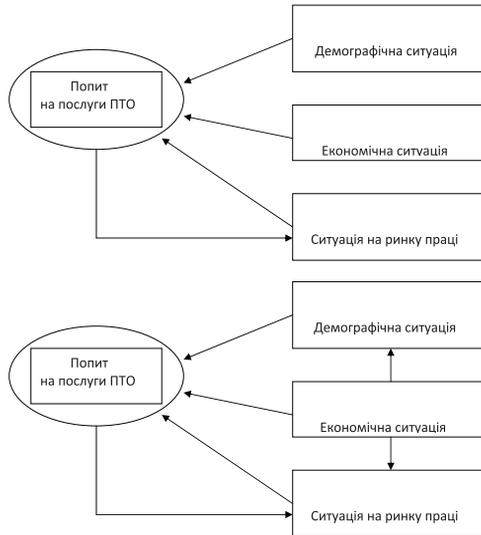 Демографічна ситуація
Попит
на послуги ПТО
Економічна ситуація
Ситуація на ринку праці
Демографічна ситуація
Попит
на послуги ПТО
Економічна ситуація
Ситуація на ринку праці